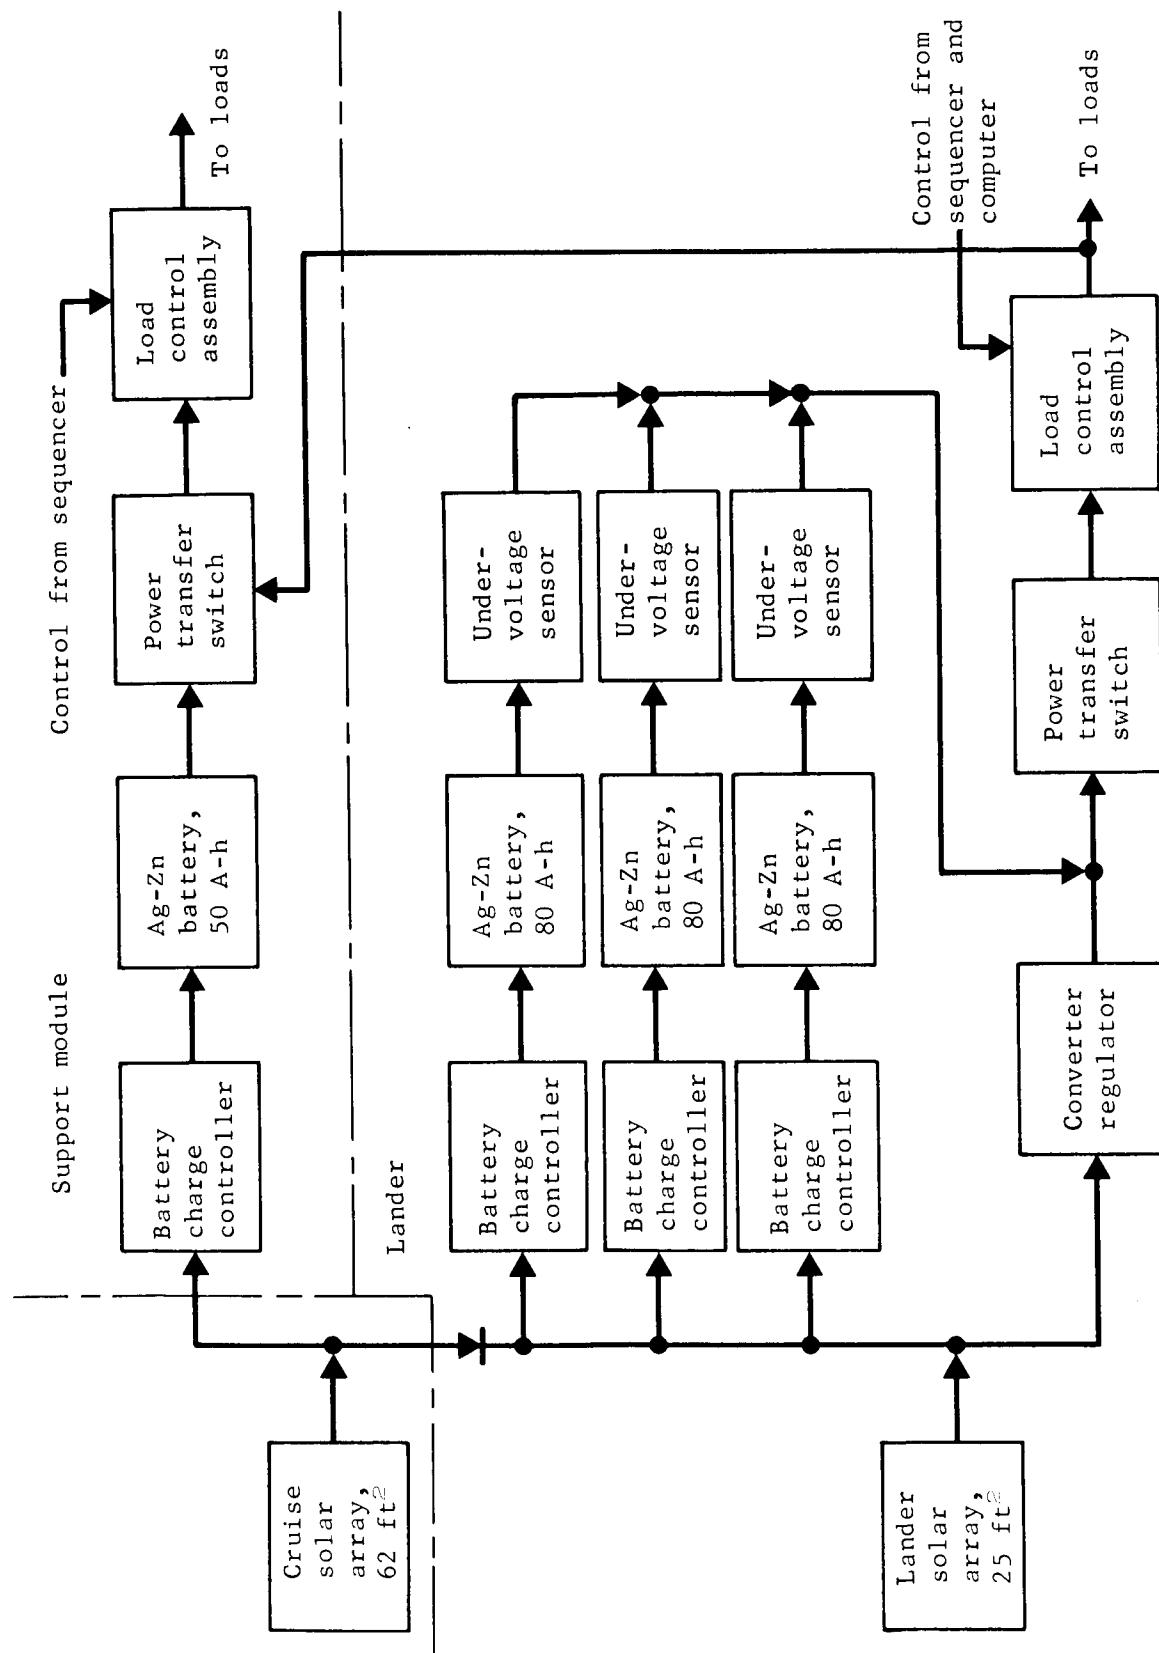 Support module
Control from sequencer
Battery
charge
controller
Ag-Zn
battery,
50 A-h
Power
transfer
switch
Load
control
assembly
To loads
Cruise
solar
array,
62 ft2
Lander
Battery
charge
controller
Ag-Zn
battery,
80 A-h
Under-
voltage
sensor
Battery
charge
controller
Ag-Zn
battery,
80 A-h
Under-
voltage
sensor
Battery
charge
controller
Ag-Zn
battery,
80 A-h
Under-
voltage
sensor
Control from
sequencer and
computer
Lander
solar
array,
25 ft2
Converter
regulator
Power
transfer
switch
Load
control
assembly
To loads